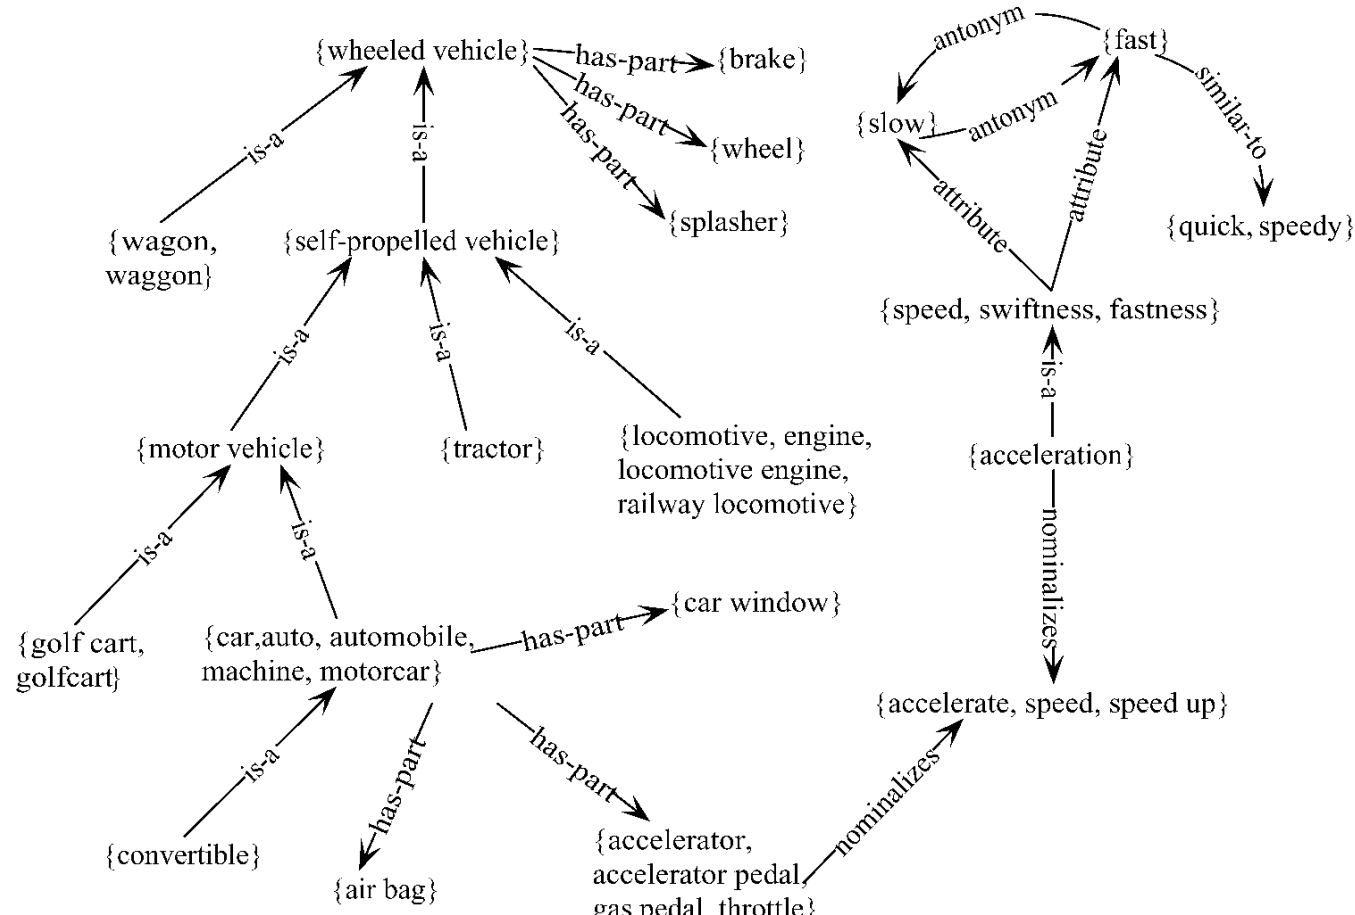 {wheeled vehicle}
has-part
{brake}
has-part
{wheel}
has-part
{splasher}
is-a
is-a
{wagon,
waggon}
{self-propelled vehicle}
is-a
is-a
is-a
{motor vehicle}
{tractor}
{locomotive, engine,
locomotive engine,
railway locomotive}
is-a
is-a
{golf cart,
golfcart}
{car,auto, automobile,
machine, motorcar}
has-part
{car window}
is-a
has-part
has-part
{convertible}
{air bag}
{accelerator,
accelerator pedal,
gas pedal, throttle}
nominalizes
antonym
{fast}
{slow}
antonym
similar-to
{quick, speedy}
attribute
attribute
{speed, swiftness, fastness}
is-a
{acceleration}
nominalizes
{accelerate, speed, speed up}